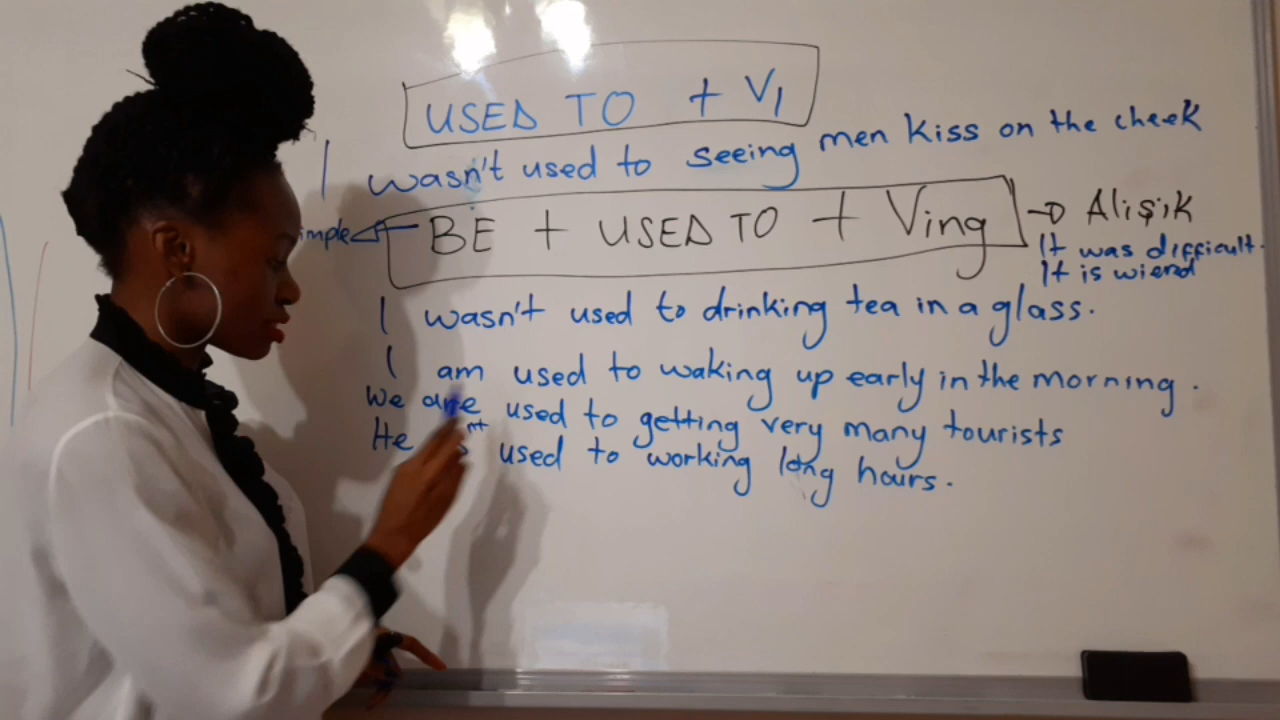 USED TO + V1
I wasn't used to seeing men kiss on the cheek
BE + USED TO + Ving → Alışık
It was difficult.
It is wierd
I wasn't used to drinking tea in a glass.
I am used to waking up early in the morning.
We are used to getting very many tourists
He used to working long hours.